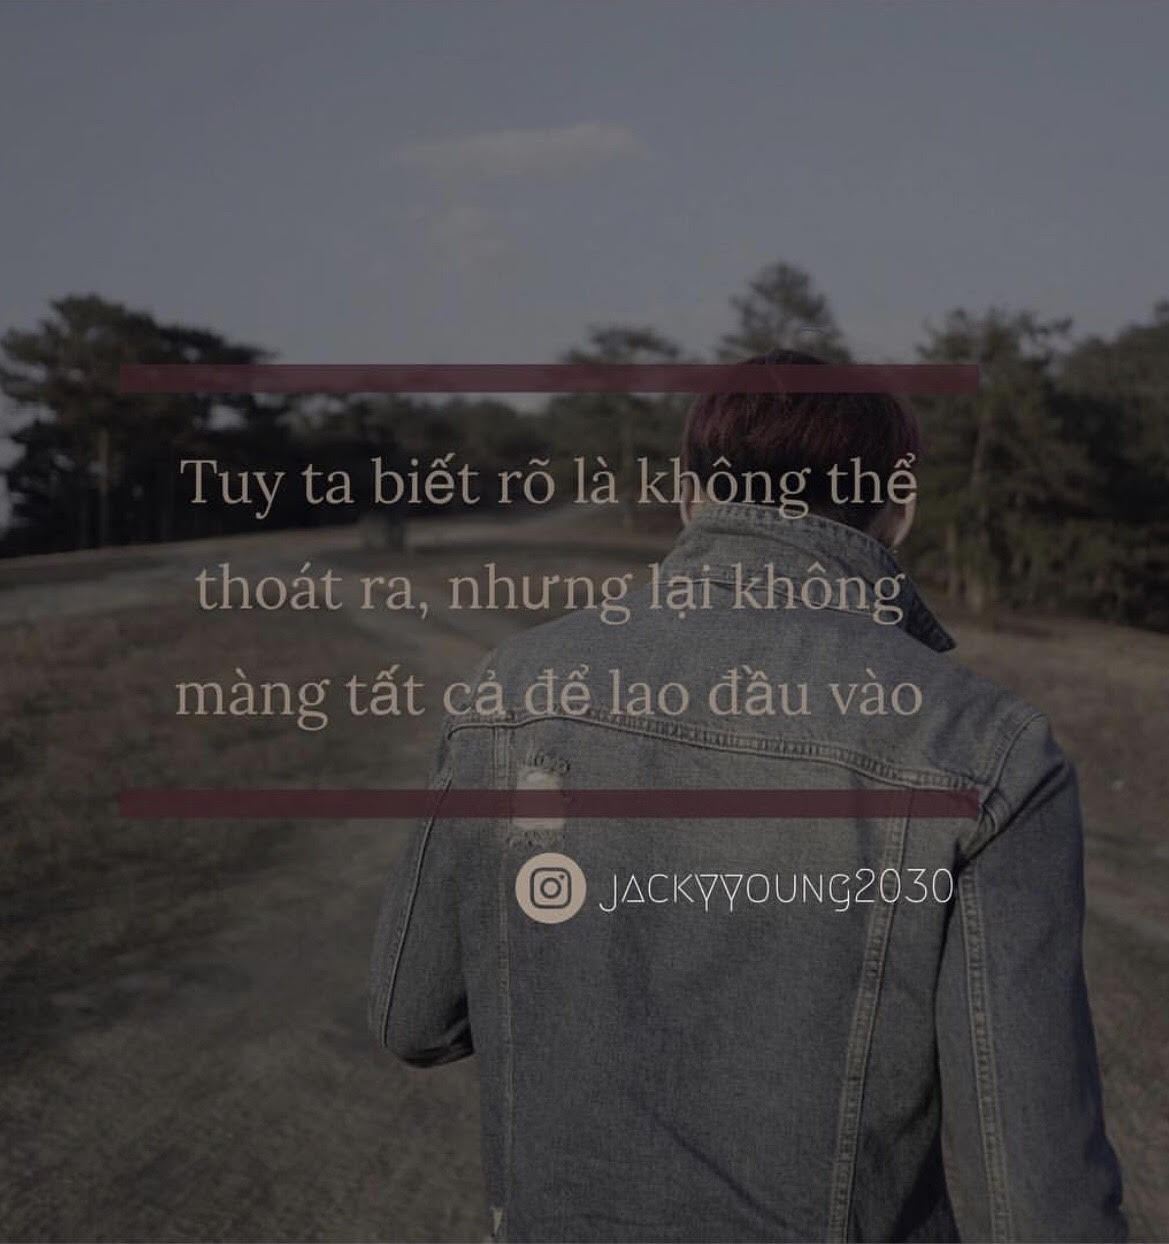 Tuy ta biết rõ là không thể
thoát ra, nhưng lại không
màng tất cả để lao đầu vào
JACKYYOUNG2030